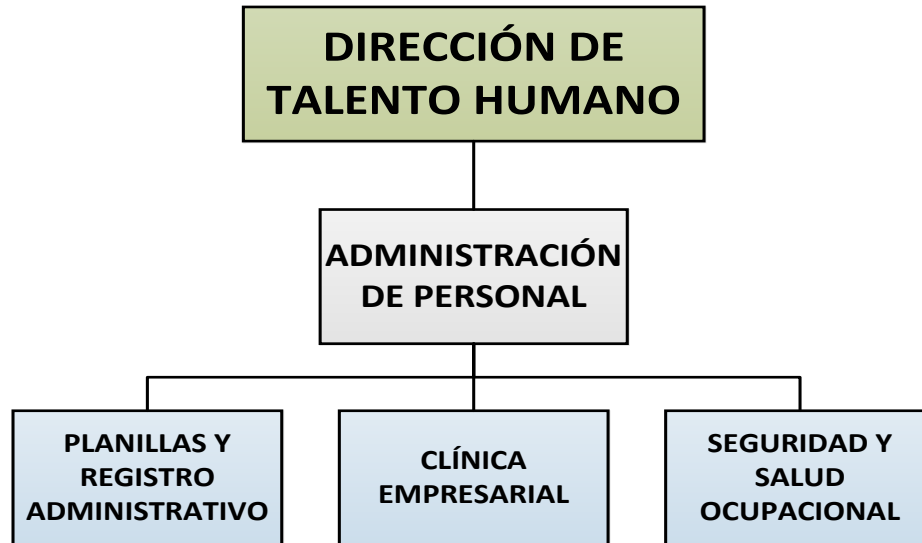 DIRECCIÓN DE
TALENTO HUMANO
ADMINISTRACIÓN
DE PERSONAL
PLANILLAS Y
REGISTRO
ADMINISTRATIVO
CLÍNICA
EMPRESARIAL
SEGURIDAD Y
SALUD
OCUPACIONAL